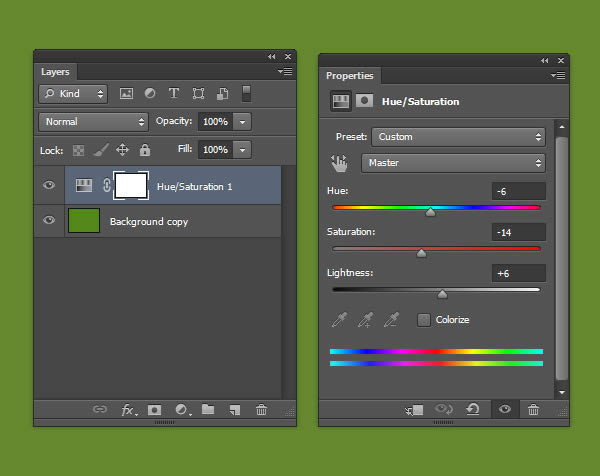 Layers
Kind
Normal
Opacity: 100%
Lock:
Fill: 100%
Hue/Saturation 1
Background copy
fx
Properties
Hue/Saturation
Preset: Custom
Master
Hue: -6
Saturation: -14
Lightness: +6
Colorize